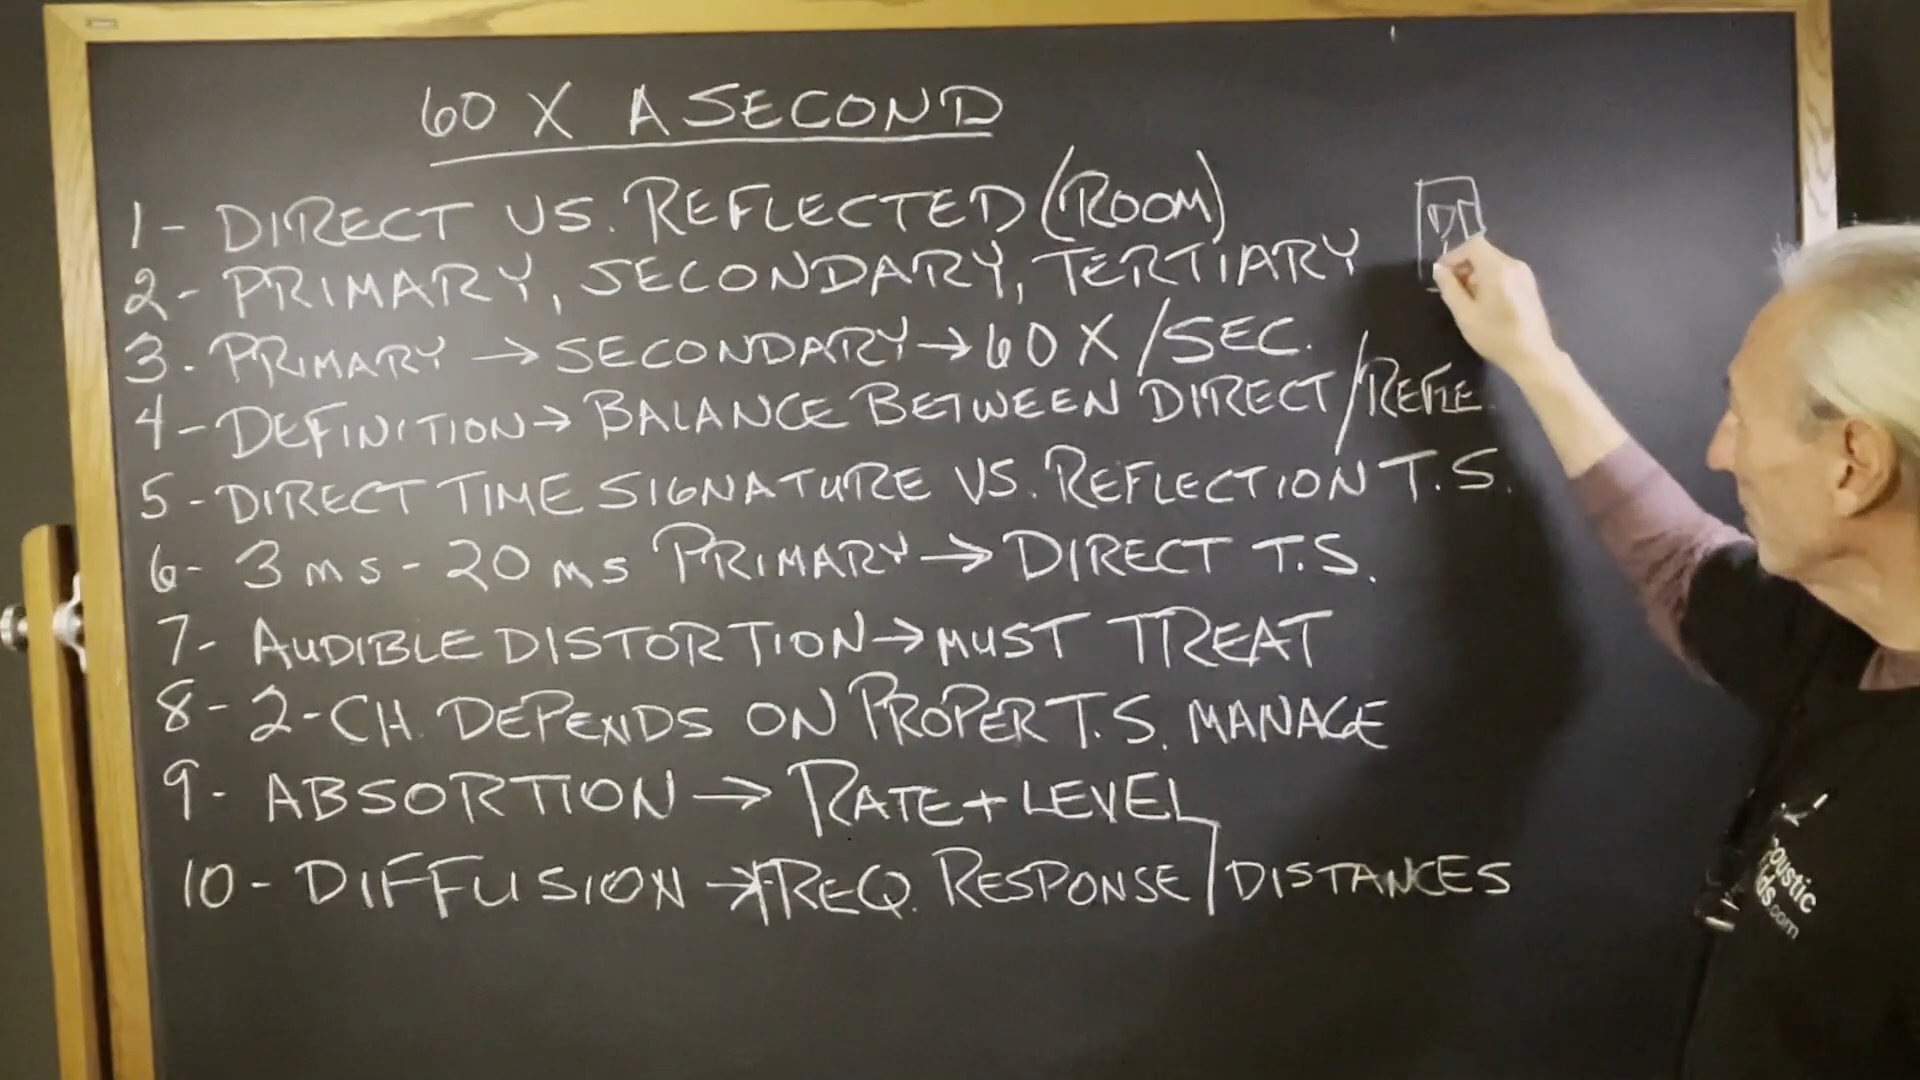 60 X A SECOND
1 - DIRECT VS. REFLECTED (ROOM)
2 - PRIMARY, SECONDARY, TERTIARY
3. PRIMARY → SECONDARY → 60 X / SEC.
4 - DEFINITION → BALANCE BETWEEN DIRECT / REFLE.
5 - DIRECT TIME SIGNATURE VS. REFLECTION T.S.
6 - 3 ms - 20 ms PRIMARY → DIRECT T.S.
7 - AUDIBLE DISTORTION → MUST TREAT
8 - 2-CH. DEPENDS ON PROPER T.S. MANAGE
9 - ABSORTION → RATE + LEVEL
10 - DIFFUSION → FREQ. RESPONSE / DISTANCES